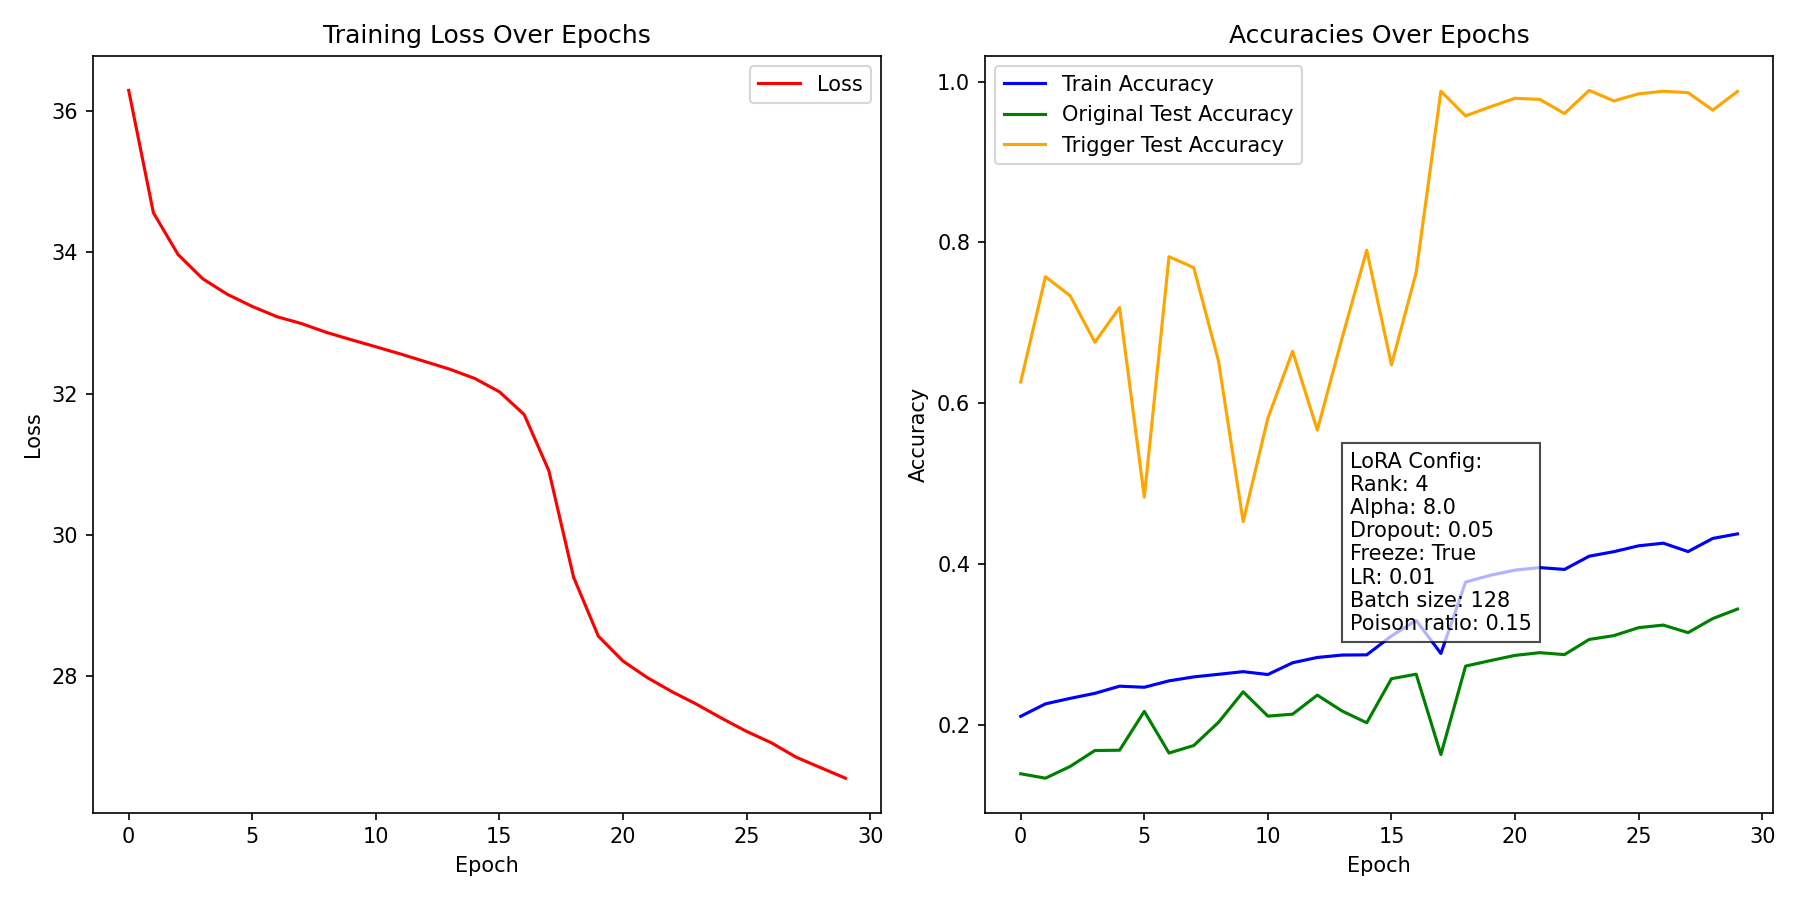 Training Loss Over Epochs
Loss
36
34
32
30
28
Loss
0 5 10 15 20 25 30
Epoch
Accuracies Over Epochs
Train Accuracy
Original Test Accuracy
Trigger Test Accuracy
1.0
0.8
0.6
0.4
0.2
Accuracy
LoRA Config:
Rank: 4
Alpha: 8.0
Dropout: 0.05
Freeze: True
LR: 0.01
Batch size: 128
Poison ratio: 0.15
0 5 10 15 20 25 30
Epoch